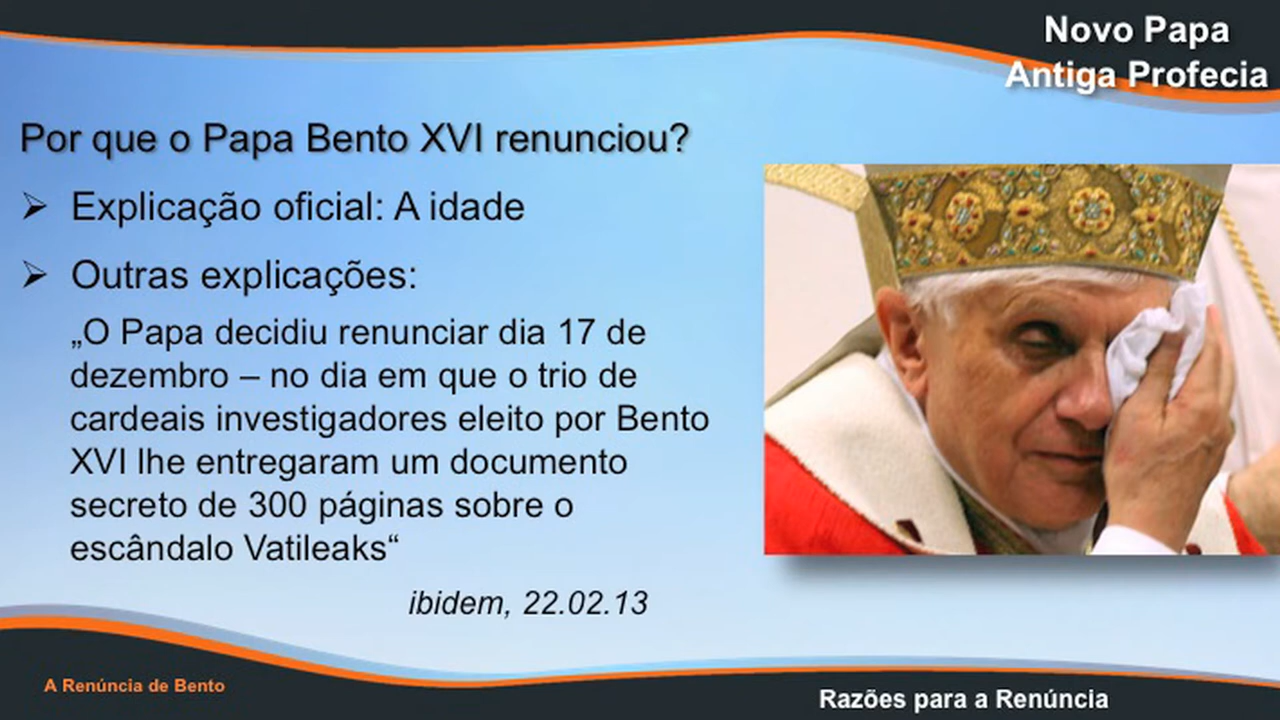 Novo Papa
Antiga Profecia
Por que o Papa Bento XVI renunciou?
➢ Explicação oficial: A idade
➢ Outras explicações:
„O Papa decidiu renunciar dia 17 de
dezembro – no dia em que o trio de
cardeais investigadores eleito por Bento
XVI lhe entregaram um documento
secreto de 300 páginas sobre o
escândalo Vatileaks“
ibidem, 22.02.13
A Renúncia de Bento
Razões para a Renúncia